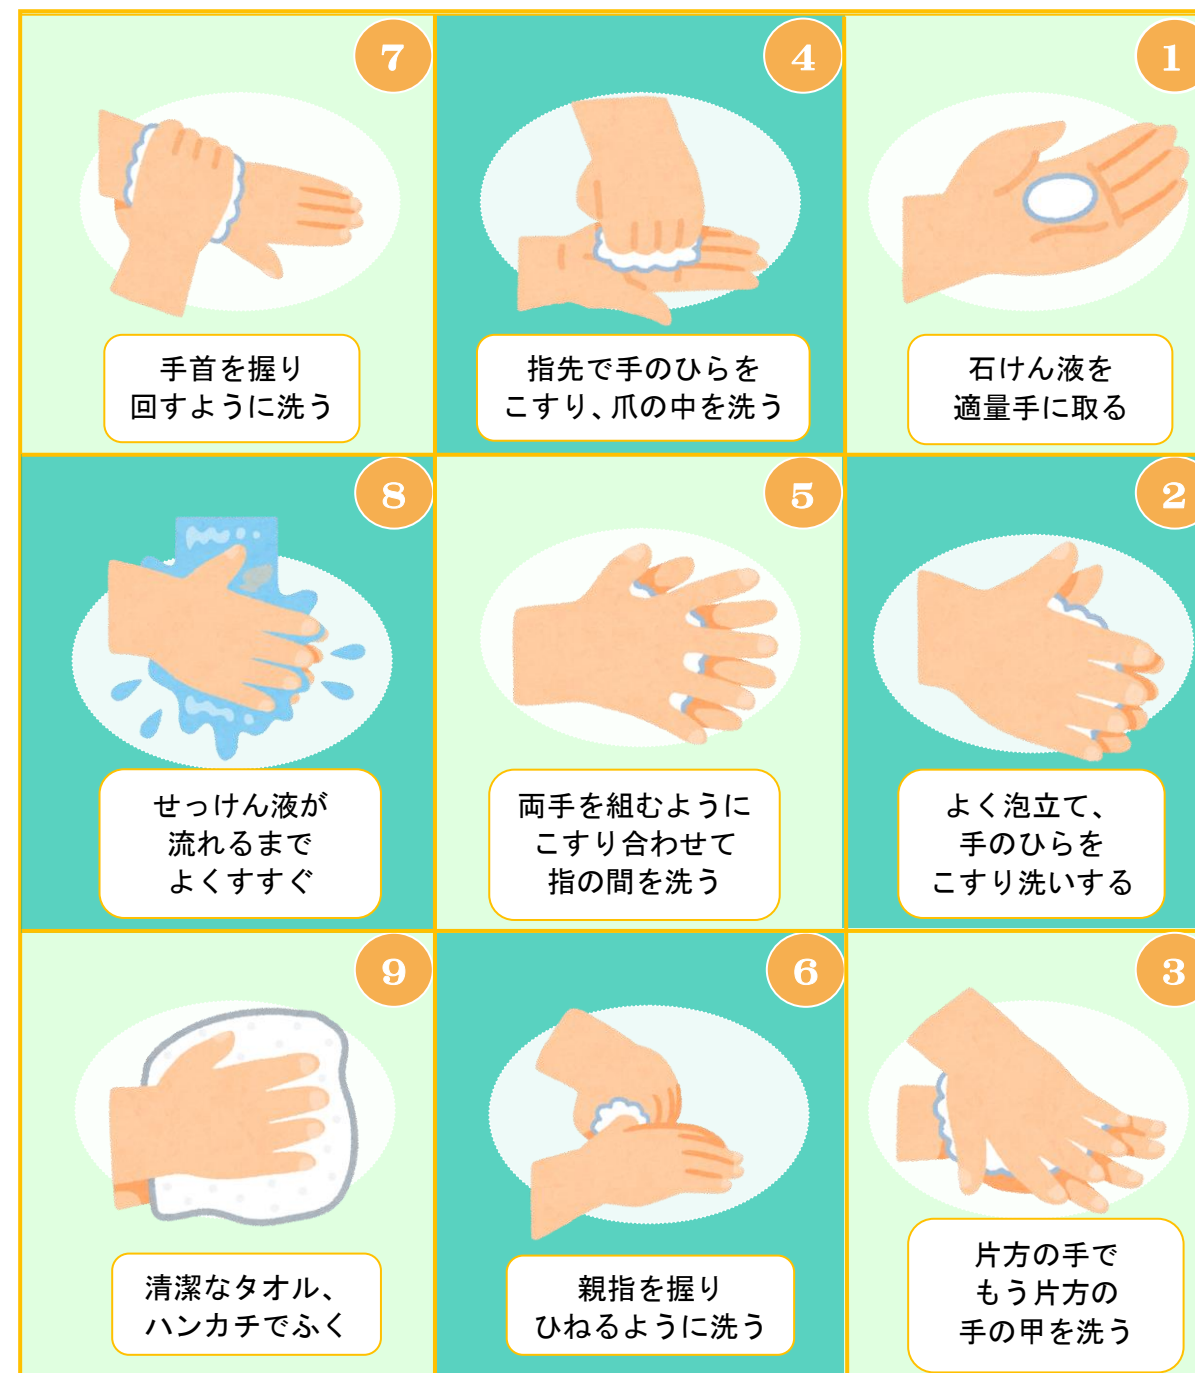 1
石けん液を
適量手に取る
2
よく泡立て、
手のひらを
こすり洗いする
3
片方の手で
もう片方の
手の甲を洗う
4
指先で手のひらを
こすり、爪の中を洗う
5
両手を組むように
こすり合わせて
指の間を洗う
6
親指を握り
ひねるように洗う
7
手首を握り
回すように洗う
8
せっけん液が
流れるまで
よくすすぐ
9
清潔なタオル、
ハンカチでふく